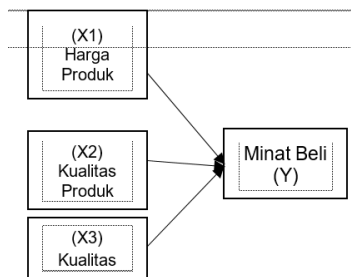 (X1)
Harga
Produk
(X2)
Kualitas
Produk
Minat Beli
(Y)
(X3)
Kualitas